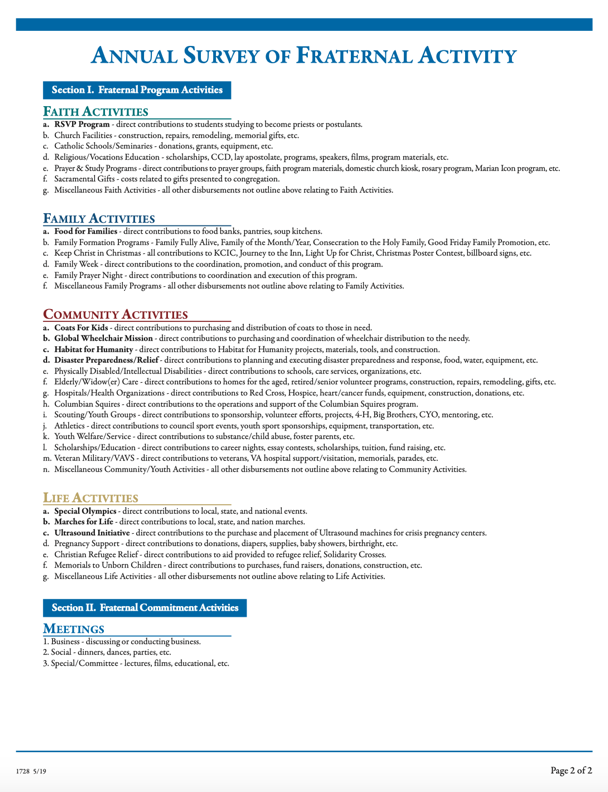 ANNUAL SURVEY OF FRATERNAL ACTIVITY
Section I. Fraternal Program Activities
FAITH ACTIVITIES
a. RSVP Program - direct contributions to students studying to become priests or postulants.
b. Church Facilities - construction, repairs, remodeling, memorial gifts, etc.
c. Catholic Schools/Seminaries - donations, grants, equipment, etc.
d. Religious/Vocations Education - scholarships, CCD, lay apostolate, programs, speakers, films, program materials, etc.
e. Prayer & Study Programs - direct contributions to prayer groups, faith program materials, domestic church kiosk, rosary program, Marian Icon program, etc.
f. Sacramental Gifts - costs related to gifts presented to congregation.
g. Miscellaneous Faith Activities - all other disbursements not outline above relating to Faith Activities.
FAMILY ACTIVITIES
a. Food for Families - direct contributions to food banks, pantries, soup kitchens.
b. Family Formation Programs - Family Fully Alive, Family of the Month/Year, Consecration to the Holy Family, Good Friday Family Promotion, etc.
c. Keep Christ in Christmas - all contributions to KCIC, Journey to the Inn, Light Up for Christ, Christmas Poster Contest, billboard signs, etc.
d. Family Week - direct contributions to the coordination, promotion, and conduct of this program.
e. Family Prayer Night - direct contributions to coordination and execution of this program.
f. Miscellaneous Family Programs - all other disbursements not outline above relating to Family Activities.
COMMUNITY ACTIVITIES
a. Coats For Kids - direct contributions to purchasing and distribution of coats to those in need.
b. Global Wheelchair Mission - direct contributions to purchasing and coordination of wheelchair distribution to the needy.
c. Habitat for Humanity - direct contributions to Habitat for Humanity projects, materials, tools, and construction.
d. Disaster Preparedness/Relief - direct contributions to planning and executing disaster preparedness and response, food, water, equipment, etc.
e. Physically Disabled/Intellectual Disabilities - direct contributions to schools, care services, organizations, etc.
f. Elderly/Widow(er) Care - direct contributions to homes for the aged, retired/senior volunteer programs, construction, repairs, remodeling, gifts, etc.
g. Hospitals/Health Organizations - direct contributions to Red Cross, Hospice, heart/cancer funds, equipment, construction, donations, etc.
h. Columbian Squires - direct contributions to the operations and support of the Columbian Squires program.
i. Scouting/Youth Groups - direct contributions to sponsorship, volunteer efforts, projects, 4-H, Big Brothers, CYO, mentoring, etc.
j. Athletics - direct contributions to council sport events, youth sport sponsorships, equipment, transportation, etc.
k. Youth Welfare/Service - direct contributions to substance/child abuse, foster parents, etc.
l. Scholarships/Education - direct contributions to career nights, essay contests, scholarships, tuition, fund raising, etc.
m. Veteran Military/VAVS - direct contributions to veterans, VA hospital support/visitation, memorials, parades, etc.
n. Miscellaneous Community/Youth Activities - all other disbursements not outline above relating to Community Activities.
LIFE ACTIVITIES
a. Special Olympics - direct contributions to local, state, and national events.
b. Marches for Life - direct contributions to local, state, and nation marches.
c. Ultrasound Initiative - direct contributions to the purchase and placement of Ultrasound machines for crisis pregnancy centers.
d. Pregnancy Support - direct contributions to donations, diapers, supplies, baby showers, birthright, etc.
e. Christian Refugee Relief - direct contributions to aid provided to refugee relief, Solidarity Crosses.
f. Memorials to Unborn Children - direct contributions to purchases, fund raisers, donations, construction, etc.
g. Miscellaneous Life Activities - all other disbursements not outline above relating to Life Activities.
Section II. Fraternal Commitment Activities
MEETINGS
1. Business - discussing or conducting business.
2. Social - dinners, dances, parties, etc.
3. Special/Committee - lectures, films, educational, etc.
1728 5/19
Page 2 of 2